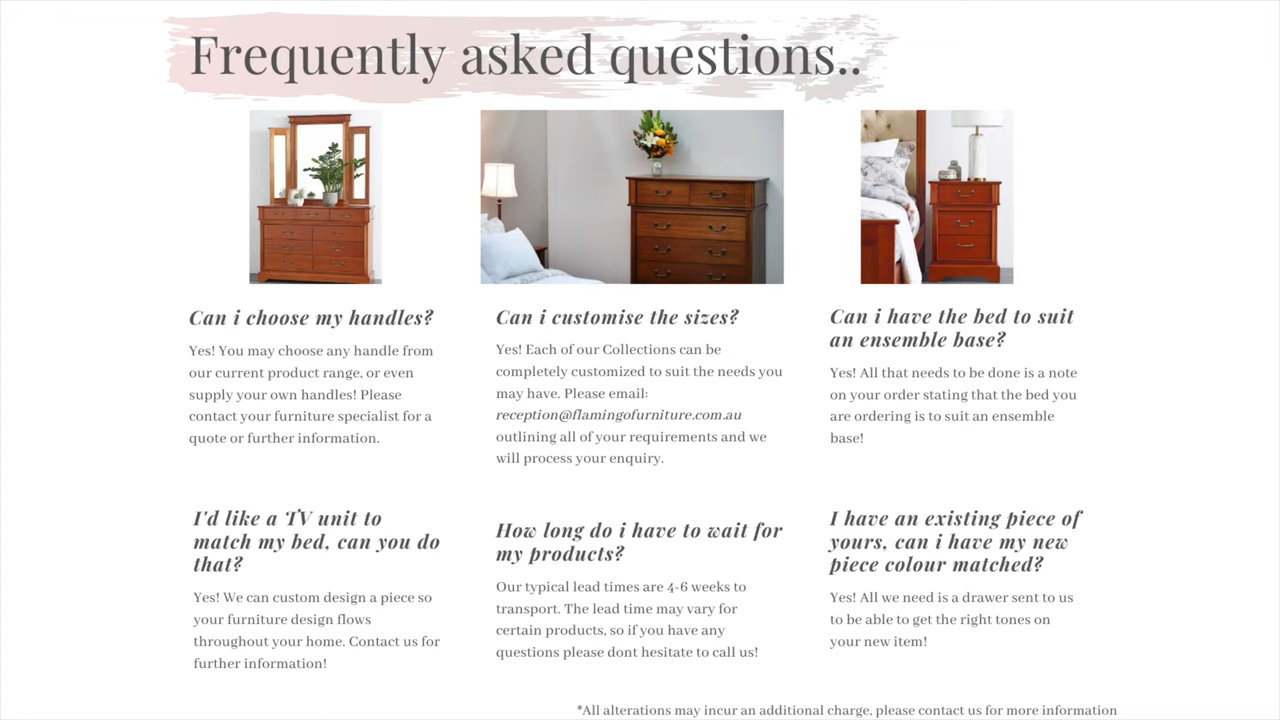 Frequently asked questions..
Can i choose my handles?
Yes! You may choose any handle from
our current product range, or even
supply your own handles! Please
contact your furniture specialist for a
quote or further information.
Can i customise the sizes?
Yes! Each of our Collections can be
completely customized to suit the needs you
may have. Please email:
reception@flamingofurniture.com.au
outlining all of your requirements and we
will process your enquiry.
Can i have the bed to suit
an ensemble base?
Yes! All that needs to be done is a note
on your order stating that the bed you
are ordering is to suit an ensemble
base!
I'd like a TV unit to
match my bed, can you do
that?
Yes! We can custom design a piece so
your furniture design flows
throughout your home. Contact us for
further information!
How long do i have to wait for
my products?
Our typical lead times are 4-6 weeks to
transport. The lead time may vary for
certain products, so if you have any
questions please dont hesitate to call us!
I have an existing piece of
yours, can i have my new
piece colour matched?
Yes! All we need is a drawer sent to us
to be able to get the right tones on
your new item!
*All alterations may incur an additional charge, please contact us for more information